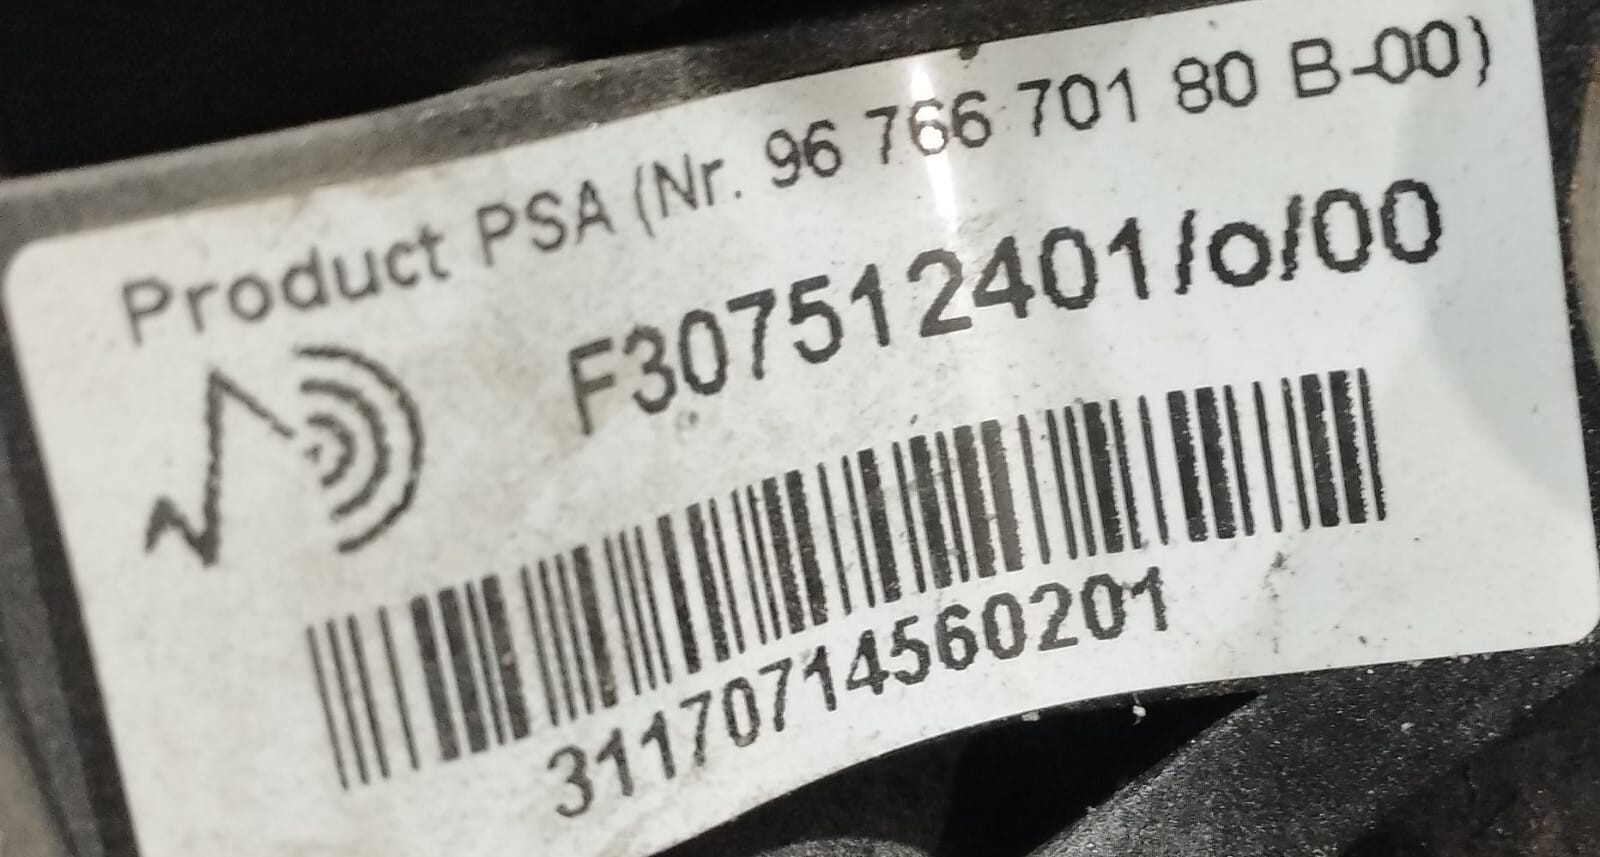 Product PSA (Nr. 96 766 701 80 B-00)
F307512401/o/00
31170714560201